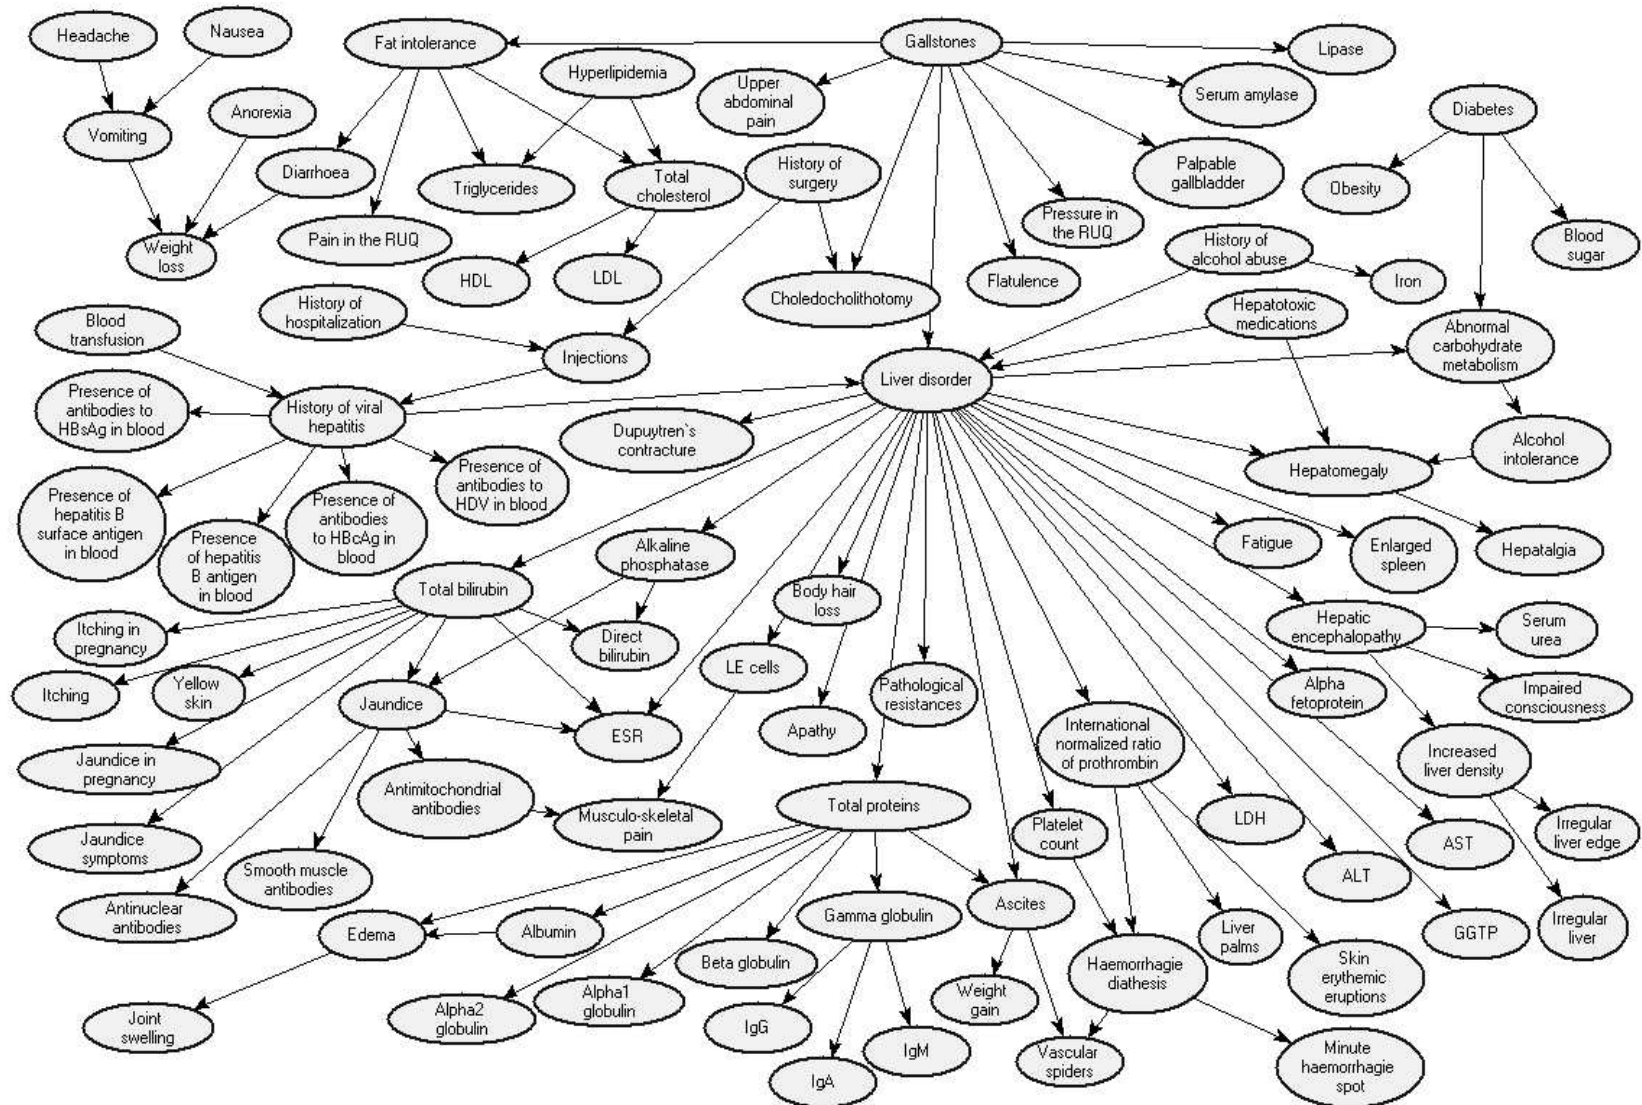 Headache
Nausea
Fat intolerance
Gallstones
Lipase
Hyperlipidemia
Upper
abdominal
pain
Serum amylase
Anorexia
Diabetes
Vomiting
Diarrhoea
Triglycerides
Total
cholesterol
History of
surgery
Palpable
gallbladder
Obesity
Pain in the RUQ
Pressure in
the RUQ
Weight
loss
HDL
LDL
Choledocholithotomy
Flatulence
History of
alcohol abuse
Iron
Blood
sugar
History of
hospitalization
Hepatotoxic
medications
Blood
transfusion
Injections
Abnormal
carbohydrate
metabolism
Liver disorder
Presence of
antibodies to
HBsAg in blood
History of viral
hepatitis
Dupuytren`s
contracture
Alcohol
intolerance
Hepatomegaly
Presence of
antibodies to
HDV in blood
Presence of
hepatitis B
surface antigen
in blood
Presence
of hepatitis
B antigen
in blood
Presence of
antibodies
to HBcAg in
blood
Alkaline
phosphatase
Fatigue
Enlarged
spleen
Hepatalgia
Total bilirubin
Body hair
loss
Hepatic
encephalopathy
Serum
urea
Itching in
pregnancy
Direct
bilirubin
LE cells
Itching
Yellow
skin
Jaundice
Pathological
resistances
Alpha
fetoprotein
Impaired
consciousness
ESR
Apathy
International
normalized ratio
of prothrombin
Increased
liver density
Jaundice in
pregnancy
Antimitochondrial
antibodies
Musculo-skeletal
pain
Total proteins
Platelet
count
LDH
AST
Irregular
liver edge
Jaundice
symptoms
Smooth muscle
antibodies
ALT
Antinuclear
antibodies
Edema
Albumin
Gamma globulin
Ascites
Liver
palms
GGTP
Irregular
liver
Beta globulin
Haemorrhagie
diathesis
Skin
erythemic
eruptions
Joint
swelling
Alpha2
globulin
Alpha1
globulin
IgG
Weight
gain
IgM
IgA
Vascular
spiders
Minute
haemorrhagie
spot